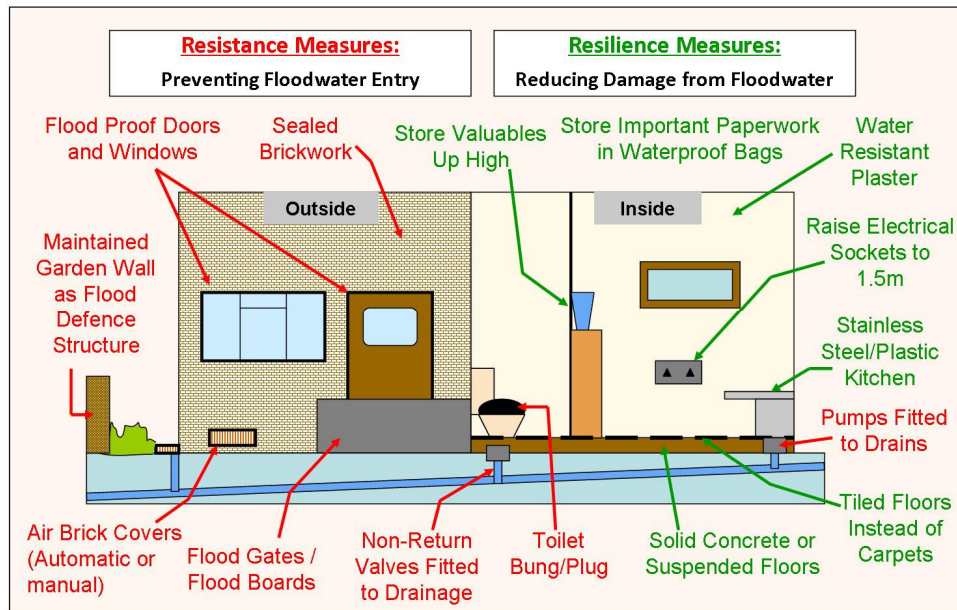 Resistance Measures:
Preventing Floodwater Entry
Resilience Measures:
Reducing Damage from Floodwater
Flood Proof Doors
and Windows
Sealed
Brickwork
Store Valuables
Up High
Store Important Paperwork
in Waterproof Bags
Water
Resistant
Plaster
Outside
Inside
Maintained
Garden Wall
as Flood
Defence
Structure
Raise Electrical
Sockets to
1.5m
Stainless
Steel/Plastic
Kitchen
Pumps Fitted
to Drains
Air Brick Covers
(Automatic or
manual)
Flood Gates /
Flood Boards
Non-Return
Valves Fitted
to Drainage
Toilet
Bung/Plug
Solid Concrete or
Suspended Floors
Tiled Floors
Instead of
Carpets